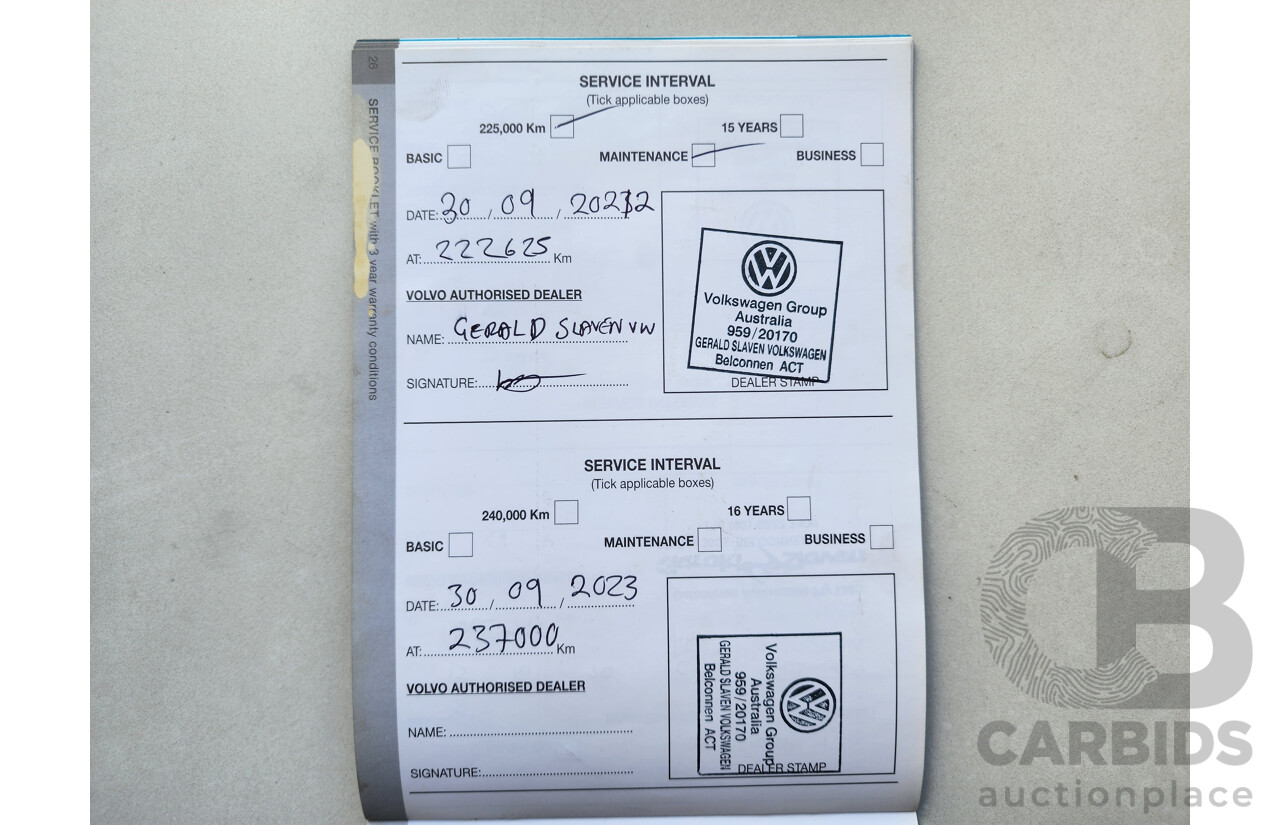 26
SERVICE BOOKLET with 3 year warranty conditions
SERVICE INTERVAL
(Tick applicable boxes)
225,000 Km 15 YEARS
BASIC MAINTENANCE BUSINESS
DATE: 30 / 09 / 2022
AT: 222625 Km
VOLVO AUTHORISED DEALER
NAME: GERALD SLAVEN VW
SIGNATURE:
Volkswagen Group
Australia
959/20170
GERALD SLAVEN VOLKSWAGEN
Belconnen ACT
DEALER STAMP
SERVICE INTERVAL
(Tick applicable boxes)
240,000 Km 16 YEARS
BASIC MAINTENANCE BUSINESS
DATE: 30 / 09 / 2023
AT: 237000 Km
VOLVO AUTHORISED DEALER
NAME:
SIGNATURE:
Volkswagen Group
Australia
959/20170
GERALD SLAVEN VOLKSWAGEN
Belconnen ACT
DEALER STAMP
CB
CARBIDS
auctionplace